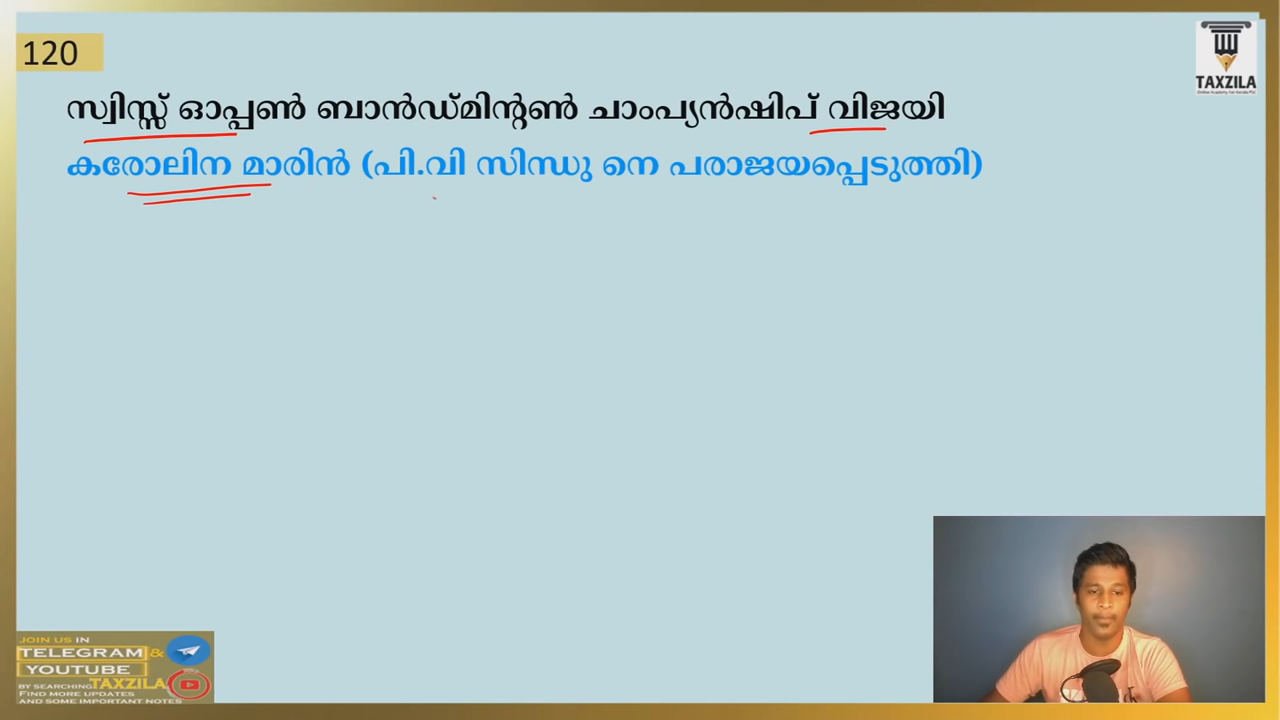 120
TAXZILA
സ്വിസ്സ് ഓപ്പൺ ബാൻഡ്മിന്റൺ ചാംപ്യൻഷിപ് വിജയി
കരോലിന മാരിൻ (പി.വി സിന്ധു നെ പരാജയപ്പെടുത്തി)
JOIN US IN
TELEGRAM &
YOUTUBE
BY SEARCHING TAXZILA
FIND MORE UPDATES
AND SOME IMPORTANT NOTES